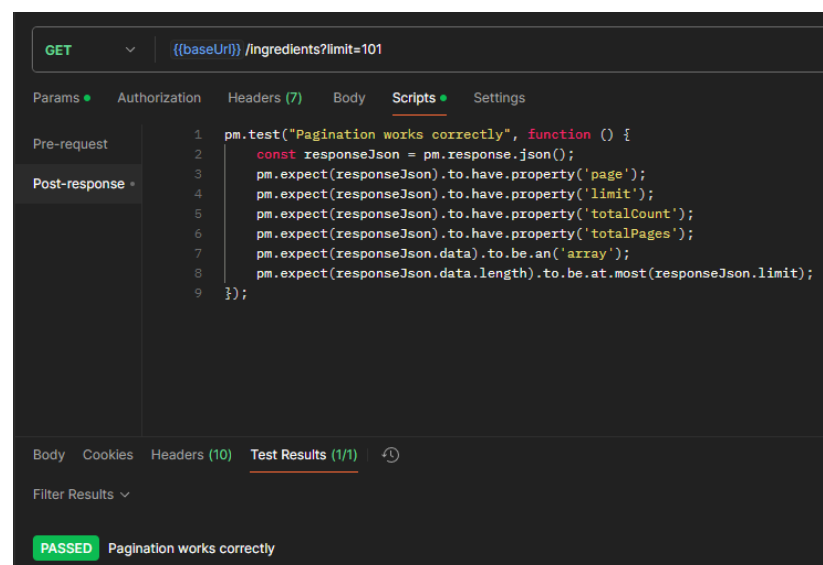 GET {{baseUrl}} /ingredients?limit=101
Params Authorization Headers (7) Body Scripts Settings
Pre-request
Post-response
1 pm.test("Pagination works correctly", function () {
2 const responseJson = pm.response.json();
3 pm.expect(responseJson).to.have.property('page');
4 pm.expect(responseJson).to.have.property('limit');
5 pm.expect(responseJson).to.have.property('totalCount');
6 pm.expect(responseJson).to.have.property('totalPages');
7 pm.expect(responseJson.data).to.be.an('array');
8 pm.expect(responseJson.data.length).to.be.at.most(responseJson.limit);
9 });
Body Cookies Headers (10) Test Results (1/1)
Filter Results
PASSED Pagination works correctly